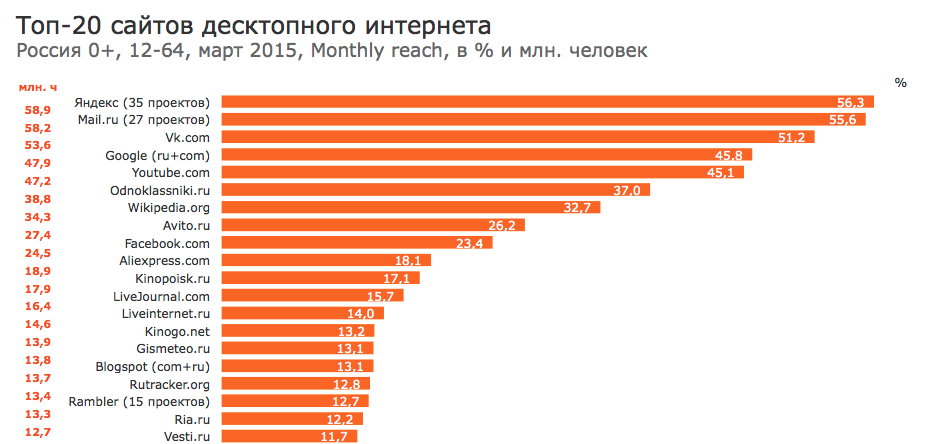 Топ-20 сайтов десктопного интернета
Россия 0+, 12-64, март 2015, Monthly reach, в % и млн. человек
млн. ч %
58,9 Яндекс (35 проектов) 56,3
58,2 Mail.ru (27 проектов) 55,6
53,6 Vk.com 51,2
47,9 Google (ru+com) 45,8
47,2 Youtube.com 45,1
38,8 Odnoklassniki.ru 37,0
34,3 Wikipedia.org 32,7
27,4 Avito.ru 26,2
24,5 Facebook.com 23,4
18,9 Aliexpress.com 18,1
17,9 Kinopoisk.ru 17,1
16,4 LiveJournal.com 15,7
14,6 Liveinternet.ru 14,0
13,9 Kinogo.net 13,2
13,8 Gismeteo.ru 13,1
13,7 Blogspot (com+ru) 13,1
13,4 Rutracker.org 12,8
13,3 Rambler (15 проектов) 12,7
12,7 Ria.ru 12,2
Vesti.ru 11,7